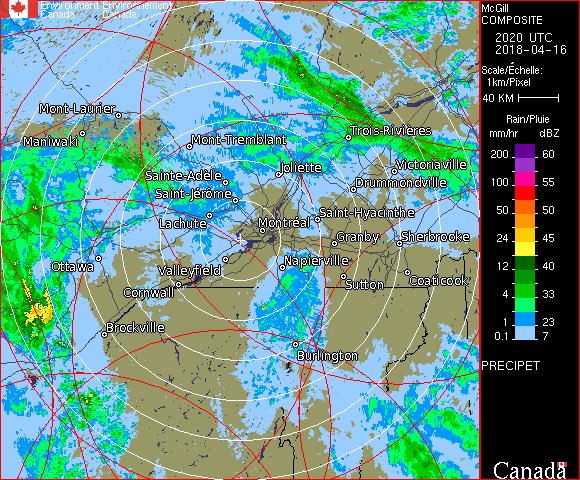 Environment Environnement
Canada Canada
McGill
COMPOSITE
2020 UTC
2018-04-16
Scale/Échelle:
1km/Pixel
40 KM
Rain/Pluie
mm/hr dBZ
200 60
100 55
50 50
24 45
12 40
4 33
1 23
0.1 7
PRECIPET
Canada
Mont-Laurier
Maniwaki
Mont-Tremblant
Trois-Rivières
Joliette
Victoriaville
Sainte-Adèle
Drummondville
Saint-Jérôme
Saint-Hyacinthe
Lachute
Montréal
Granby
Sherbrooke
Ottawa
Valleyfield
Napierville
Cornwall
Sutton
Coaticook
Brockville
Burlington